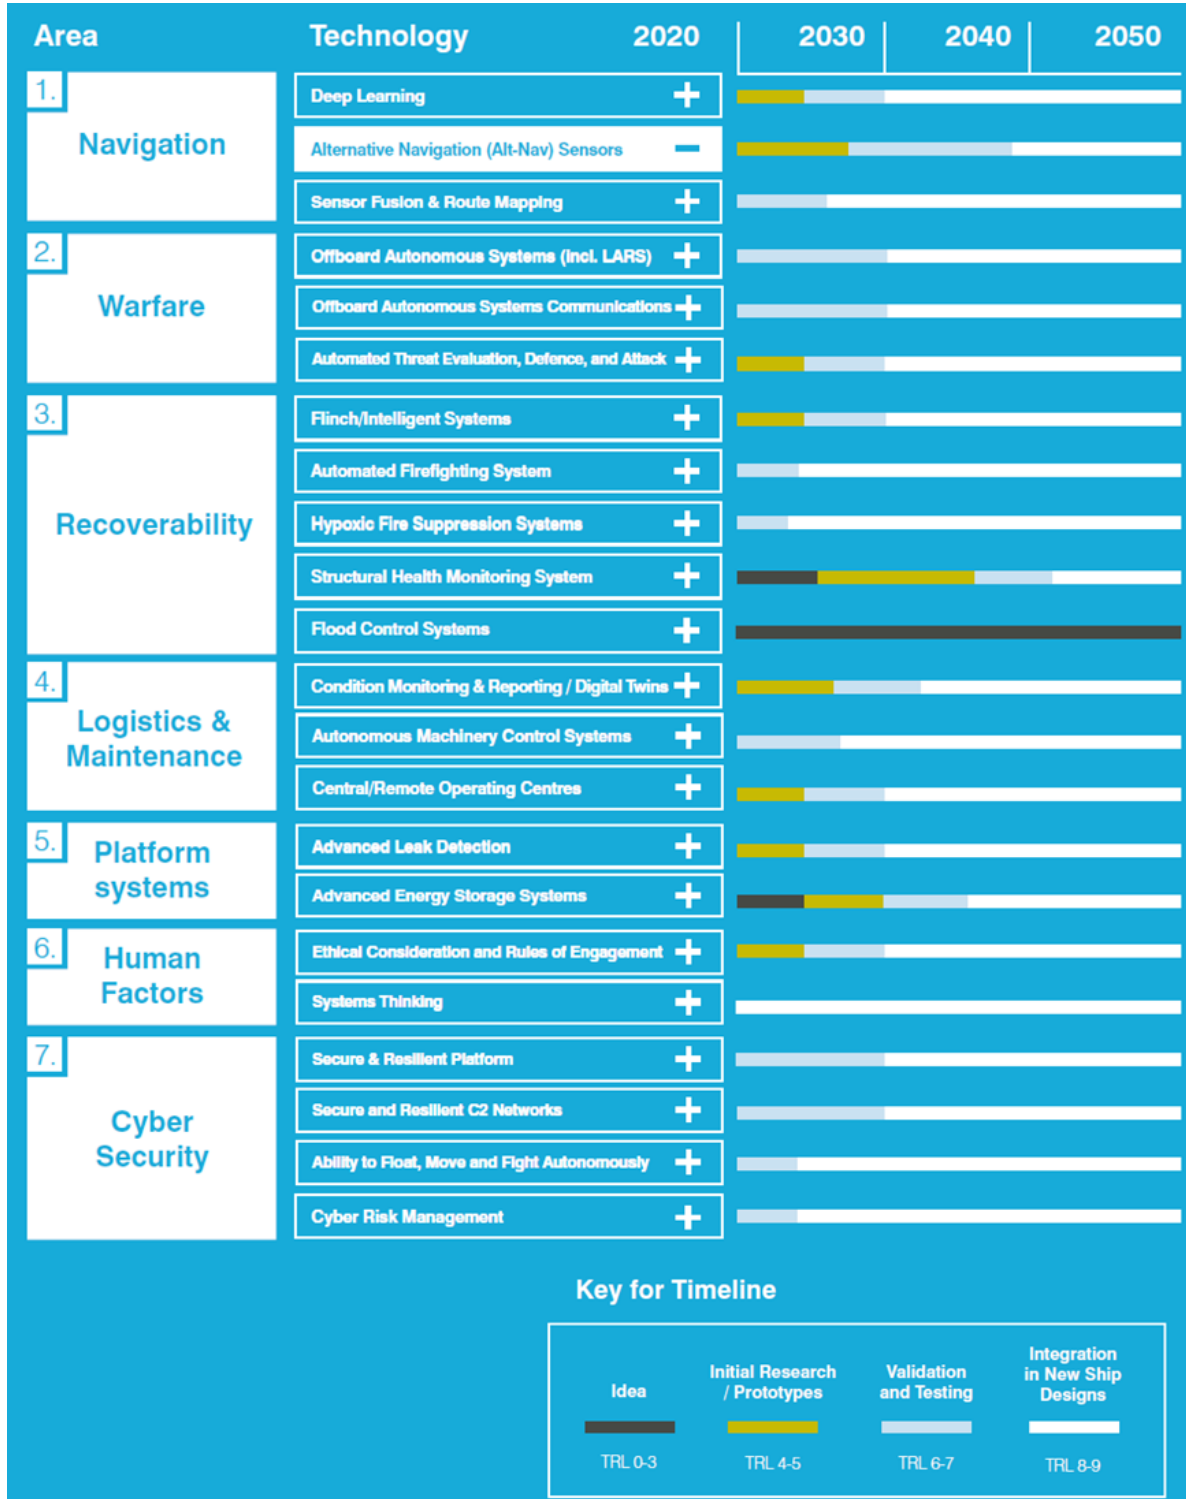 Area Technology 2020 2030 2040 2050
1.
Navigation
Deep Learning
Alternative Navigation (Alt-Nav) Sensors
Sensor Fusion & Route Mapping
2.
Warfare
Offboard Autonomous Systems (Incl. LARS)
Offboard Autonomous Systems Communications
Automated Threat Evaluation, Defence, and Attack
3.
Recoverability
Flinch/Intelligent Systems
Automated Firefighting System
Hypoxic Fire Suppression Systems
Structural Health Monitoring System
Flood Control Systems
4.
Logistics &
Maintenance
Condition Monitoring & Reporting / Digital Twins
Autonomous Machinery Control Systems
Central/Remote Operating Centres
5.
Platform
systems
Advanced Leak Detection
Advanced Energy Storage Systems
6.
Human
Factors
Ethical Consideration and Rules of Engagement
Systems Thinking
7.
Cyber
Security
Secure & Resilient Platform
Secure and Resilient C2 Networks
Ability to Float, Move and Fight Autonomously
Cyber Risk Management
Key for Timeline
Idea
TRL 0-3
Initial Research
/ Prototypes
TRL 4-5
Validation
and Testing
TRL 6-7
Integration
in New Ship
Designs
TRL 8-9